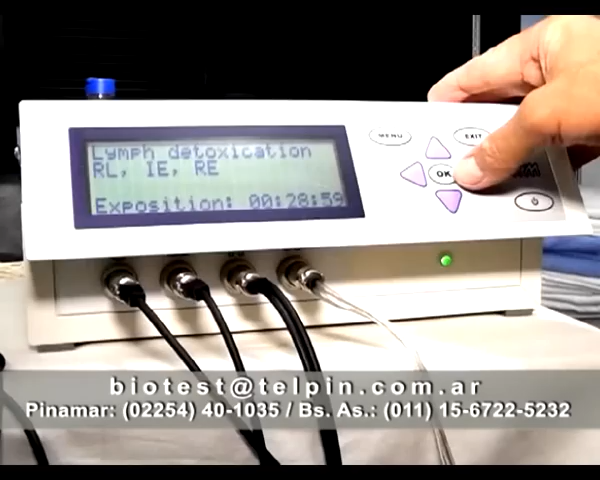 Lymph detoxication
RL, IE, RE
Exposition: 00:28:59
MENU
EXIT
OK
biotest@telpin.com.ar
Pinamar: (02254) 40-1035 / Bs. As.: (011) 15-6722-5232